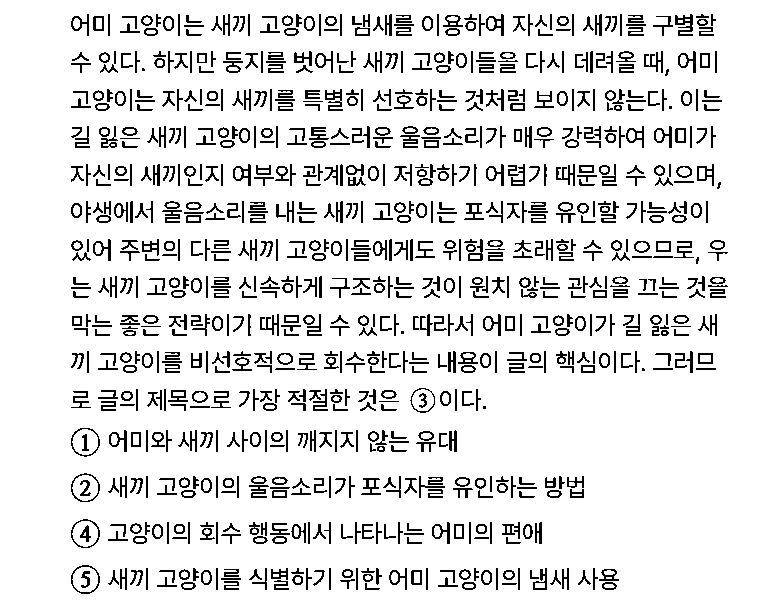 어미 고양이는 새끼 고양이의 냄새를 이용하여 자신의 새끼를 구별할
수 있다. 하지만 둥지를 벗어난 새끼 고양이들을 다시 데려올 때, 어미
고양이는 자신의 새끼를 특별히 선호하는 것처럼 보이지 않는다. 이는
길 잃은 새끼 고양이의 고통스러운 울음소리가 매우 강력하여 어미가
자신의 새끼인지 여부와 관계없이 저항하기 어렵기 때문일 수 있으며,
야생에서 울음소리를 내는 새끼 고양이는 포식자를 유인할 가능성이
있어 주변의 다른 새끼 고양이들에게도 위험을 초래할 수 있으므로, 우
는 새끼 고양이를 신속하게 구조하는 것이 원치 않는 관심을 끄는 것을
막는 좋은 전략이기 때문일 수 있다. 따라서 어미 고양이가 길 잃은 새
끼 고양이를 비선호적으로 회수한다는 내용이 글의 핵심이다. 그러므
로 글의 제목으로 가장 적절한 것은 ③이다.
① 어미와 새끼 사이의 깨지지 않는 유대
② 새끼 고양이의 울음소리가 포식자를 유인하는 방법
④ 고양이의 회수 행동에서 나타나는 어미의 편애
⑤ 새끼 고양이를 식별하기 위한 어미 고양이의 냄새 사용